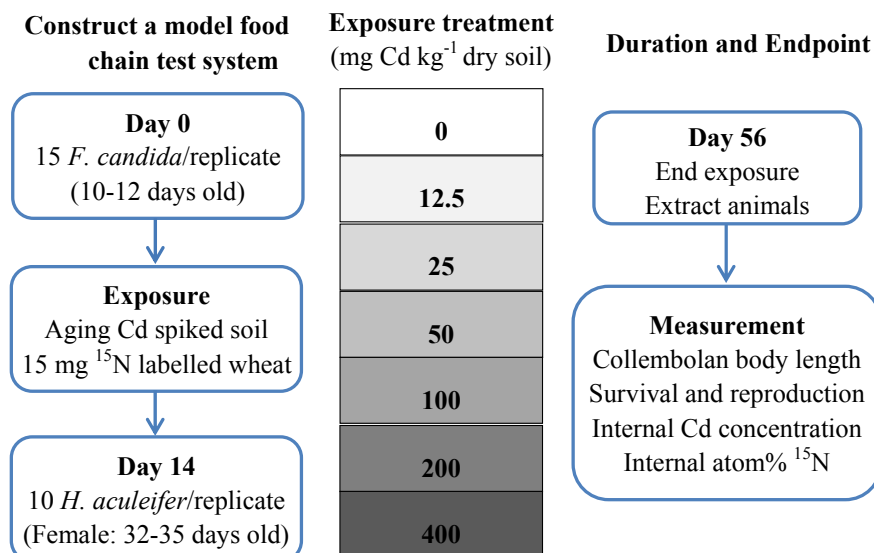 Construct a model food
chain test system
Day 0
15 F. candida/replicate
(10-12 days old)
Exposure
Aging Cd spiked soil
15 mg ¹⁵N labelled wheat
Day 14
10 H. aculeifer/replicate
(Female: 32-35 days old)
Exposure treatment
(mg Cd kg⁻¹ dry soil)
0
12.5
25
50
100
200
400
Duration and Endpoint
Day 56
End exposure
Extract animals
Measurement
Collembolan body length
Survival and reproduction
Internal Cd concentration
Internal atom% ¹⁵N